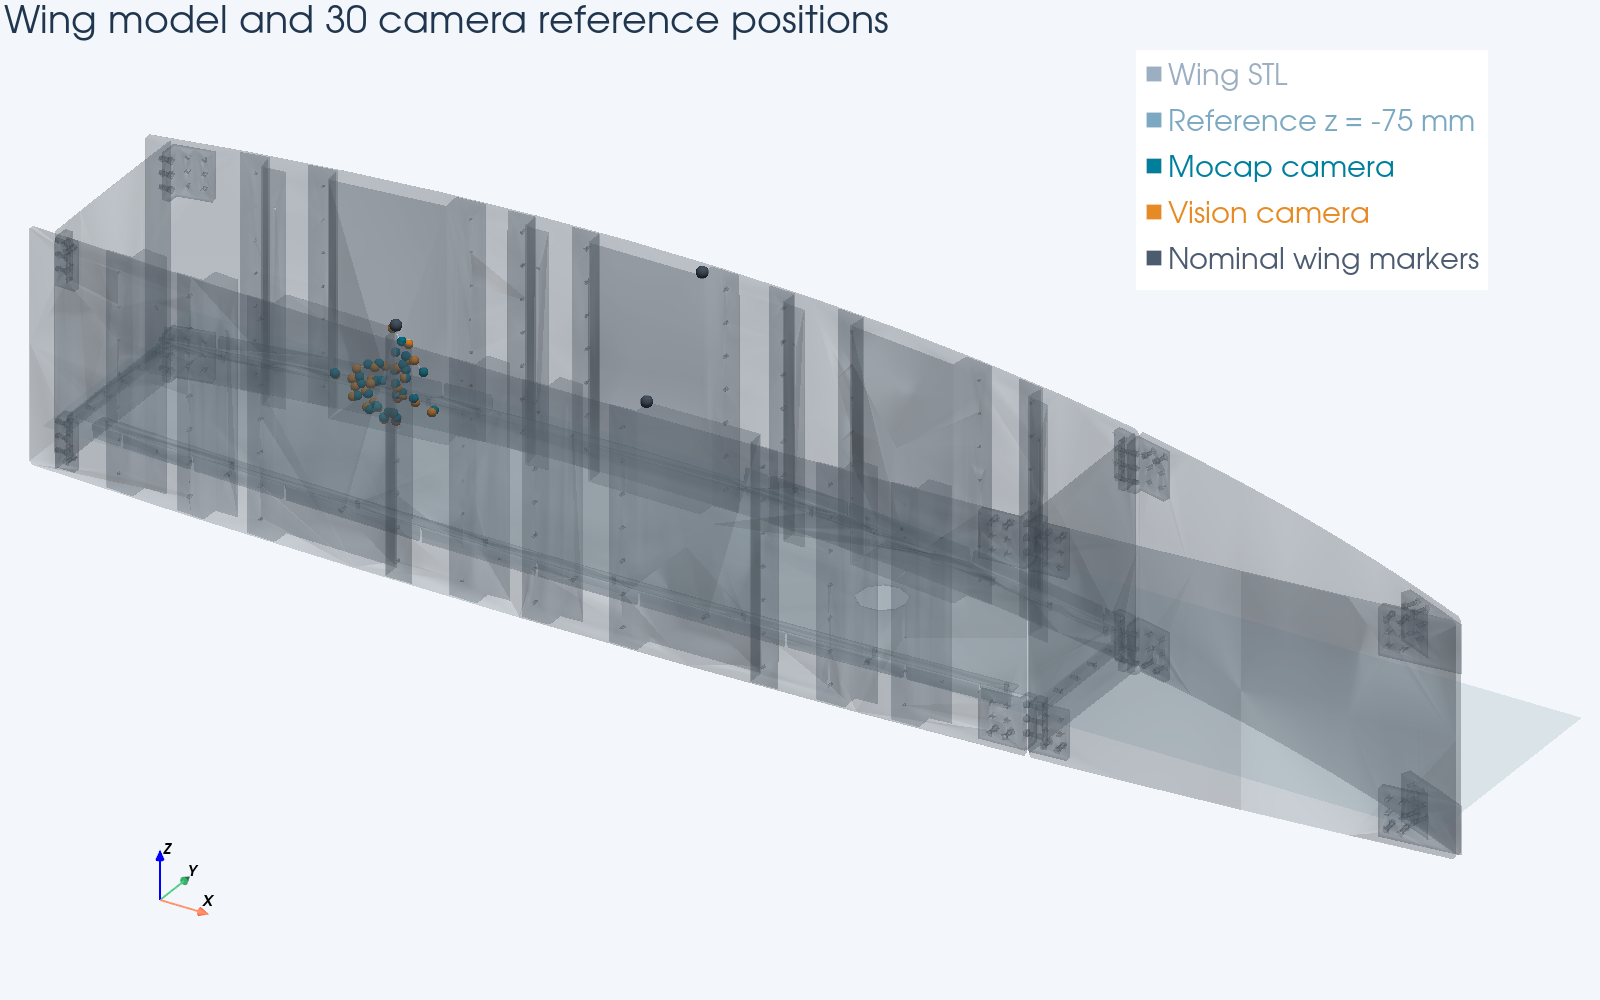 Wing model and 30 camera reference positions
Wing STL
Reference z = -75 mm
Mocap camera
Vision camera
Nominal wing markers
Z
Y
X